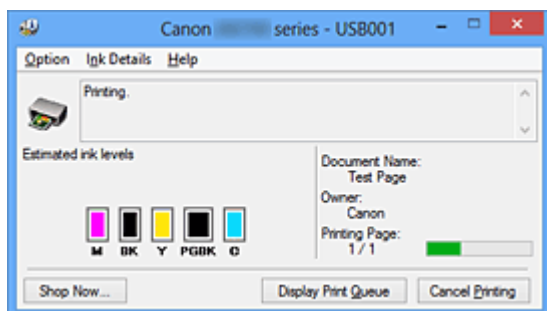 Canon series - USB001
Option Ink Details Help
Printing.
Estimated ink levels
Document Name:
Test Page
Owner:
Canon
Printing Page:
1 / 1
M BK Y PGBK C
Shop Now... Display Print Queue Cancel Printing